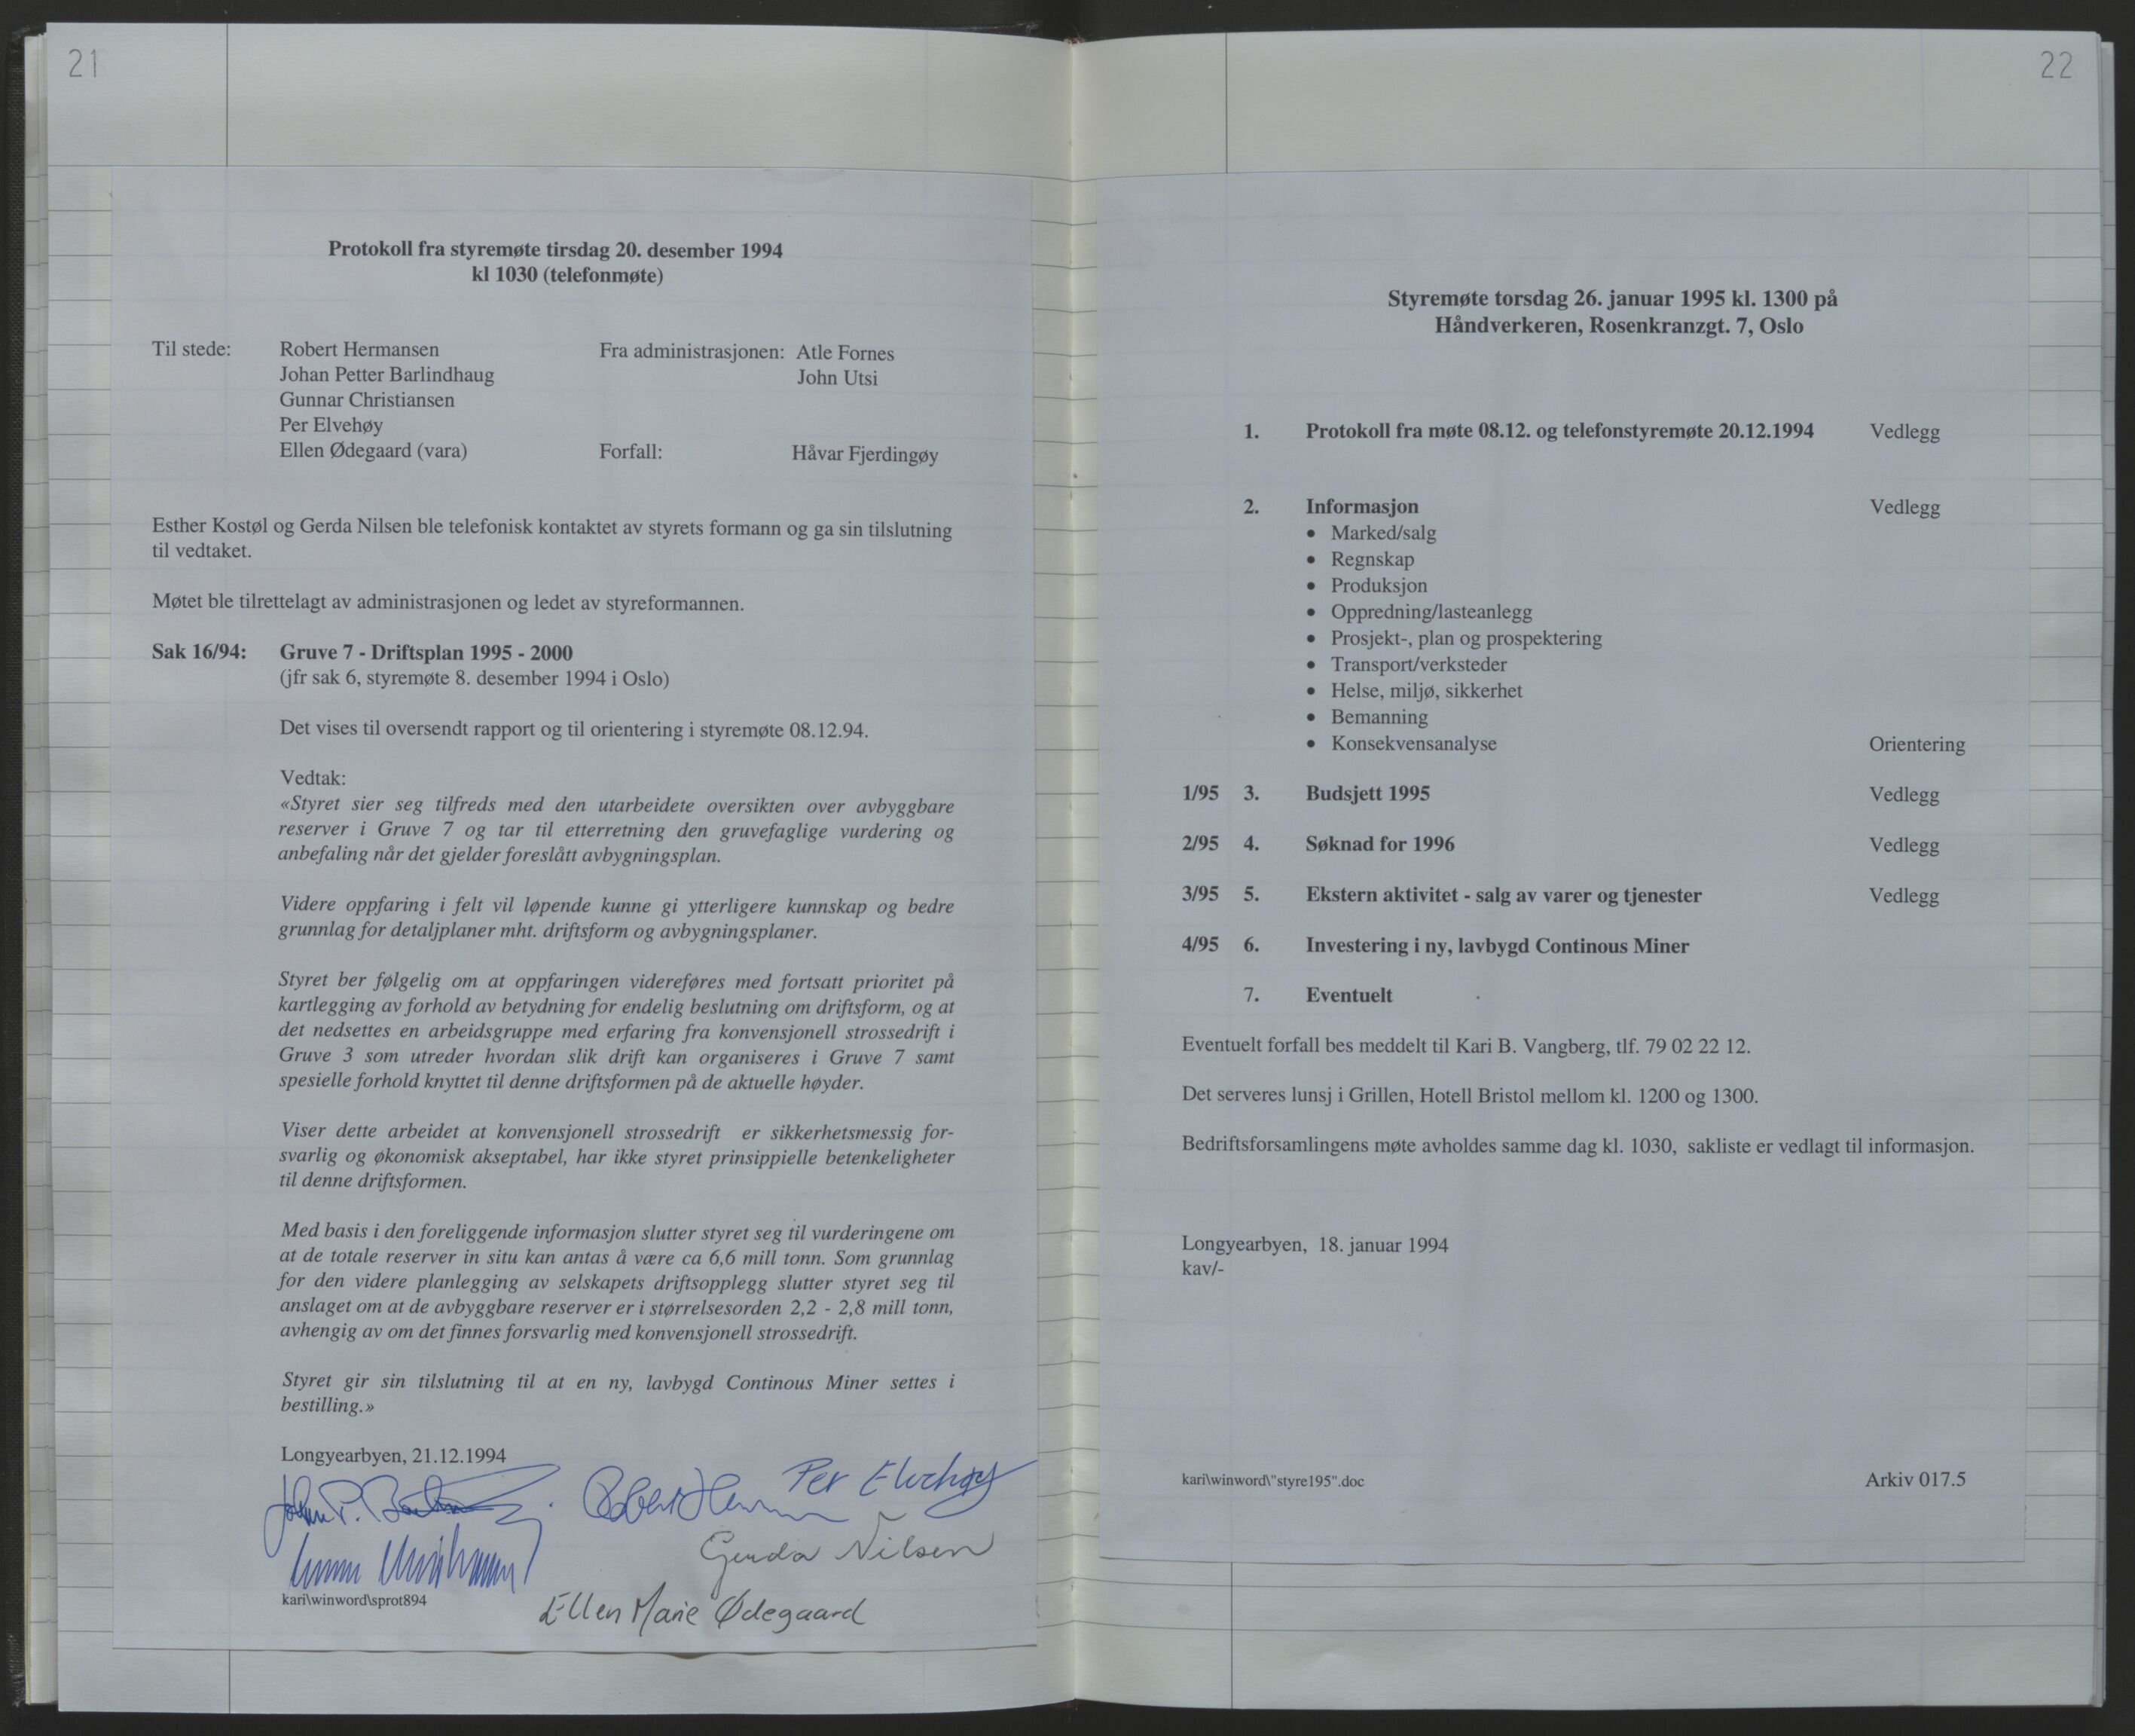 21
Protokoll fra styremøte tirsdag 20. desember 1994
kl 1030 (telefonmøte)
Til stede: Robert Hermansen Fra administrasjonen: Atle Fornes
Johan Petter Barlindhaug John Utsi
Gunnar Christiansen
Per Elvehøy
Ellen Ødegaard (vara) Forfall: Håvar Fjerdingøy
Esther Kostøl og Gerda Nilsen ble telefonisk kontaktet av styrets formann og ga sin tilslutning
til vedtaket.
Møtet ble tilrettelagt av administrasjonen og ledet av styreformannen.
Sak 16/94: Gruve 7 - Driftsplan 1995 - 2000
(jfr sak 6, styremøte 8. desember 1994 i Oslo)
Det vises til oversendt rapport og til orientering i styremøte 08.12.94.
Vedtak:
«Styret sier seg tilfreds med den utarbeidete oversikten over avbyggbare
reserver i Gruve 7 og tar til etterretning den gruvefaglige vurdering og
anbefaling når det gjelder foreslått avbygningsplan.
Videre oppfaring i felt vil løpende kunne gi ytterligere kunnskap og bedre
grunnlag for detaljplaner mht. driftsform og avbygningsplaner.
Styret ber følgelig om at oppfaringen videreføres med fortsatt prioritet på
kartlegging av forhold av betydning for endelig beslutning om driftsform, og at
det nedsettes en arbeidsgruppe med erfaring fra konvensjonell strossedrift i
Gruve 3 som utreder hvordan slik drift kan organiseres i Gruve 7 samt
spesielle forhold knyttet til denne driftsformen på de aktuelle høyder.
Viser dette arbeidet at konvensjonell strossedrift er sikkerhetsmessig for-
svarlig og økonomisk akseptabel, har ikke styret prinsippielle betenkeligheter
til denne driftsformen.
Med basis i den foreliggende informasjon slutter styret seg til vurderingene om
at de totale reserver in situ kan antas å være ca 6,6 mill tonn. Som grunnlag
for den videre planlegging av selskapets driftsopplegg slutter styret seg til
anslaget om at de avbyggbare reserver er i størrelsesorden 2,2 - 2,8 mill tonn,
avhengig av om det finnes forsvarlig med konvensjonell strossedrift.
Styret gir sin tilslutning til at en ny, lavbygd Continous Miner settes i
bestilling.»
Longyearbyen, 21.12.1994
Per Elvehøy
Gerda Nilsen
kari\winword\sprot894
Ellen Marie Ødegaard
22
Styremøte torsdag 26. januar 1995 kl. 1300 på
Håndverkeren, Rosenkranzgt. 7, Oslo
1. Protokoll fra møte 08.12. og telefonstyremøte 20.12.1994 Vedlegg
2. Informasjon Vedlegg
• Marked/salg
• Regnskap
• Produksjon
• Oppredning/lasteanlegg
• Prosjekt-, plan og prospektering
• Transport/verksteder
• Helse, miljø, sikkerhet
• Bemanning
• Konsekvensanalyse Orientering
1/95 3. Budsjett 1995 Vedlegg
2/95 4. Søknad for 1996 Vedlegg
3/95 5. Ekstern aktivitet - salg av varer og tjenester Vedlegg
4/95 6. Investering i ny, lavbygd Continous Miner
7. Eventuelt
Eventuelt forfall bes meddelt til Kari B. Vangberg, tlf. 79 02 22 12.
Det serveres lunsj i Grillen, Hotell Bristol mellom kl. 1200 og 1300.
Bedriftsforsamlingens møte avholdes samme dag kl. 1030, sakliste er vedlagt til informasjon.
Longyearbyen, 18. januar 1994
kav/-
kari\winword\"styre195".doc Arkiv 017.5